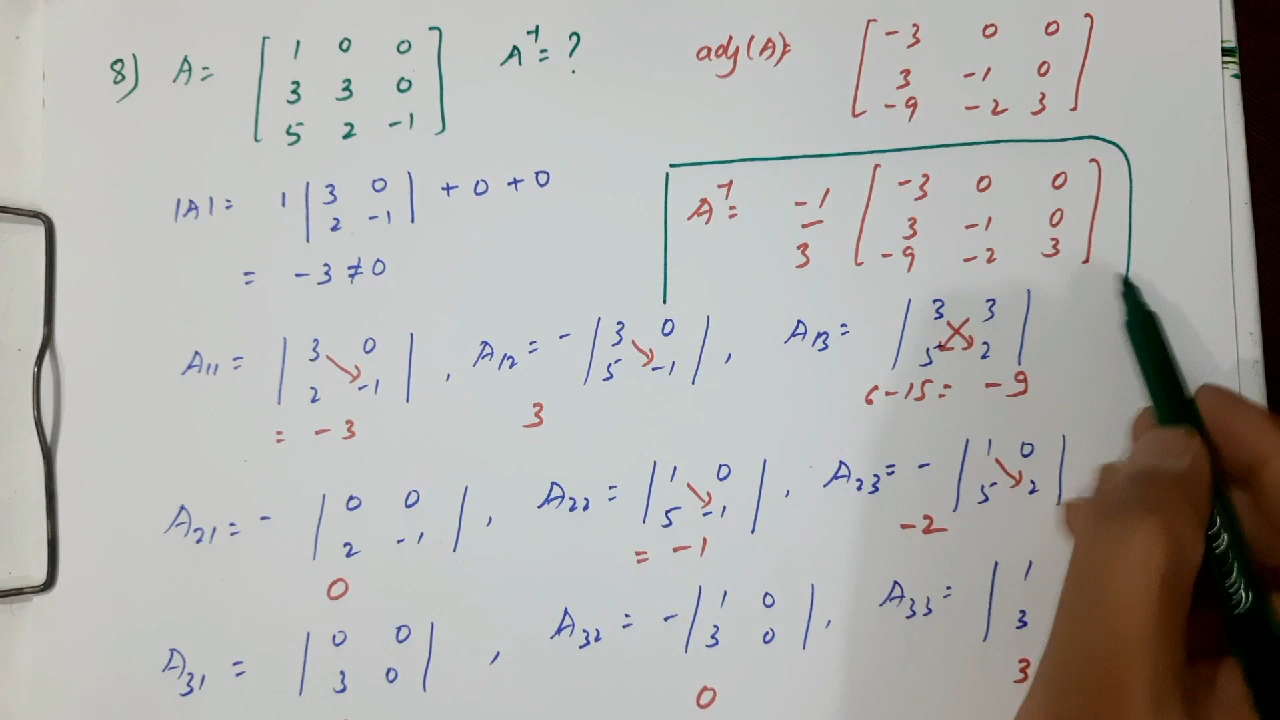 8) A = [ 1 0 0 ] A⁻¹ = ?
[ 3 3 0 ]
[ 5 2 -1 ]
adj(A) = [ -3 0 0 ]
[ 3 -1 0 ]
[ -9 -2 3 ]
|A| = 1 | 3 0 | + 0 + 0
| 2 -1 |
= -3 ≠ 0
A⁻¹ = -1/3 [ -3 0 0 ]
[ 3 -1 0 ]
[ -9 -2 3 ]
A11 = | 3 0 | , A12 = - | 3 0 | , A13 = | 3 3 |
| 2 -1 | | 5 -1 | | 5 2 |
= -3 3 6-15 = -9
A21 = - | 0 0 | , A22 = | 1 0 | , A23 = - | 1 0 |
| 2 -1 | | 5 -1 | | 5 2 |
0 = -1 -2
A31 = | 0 0 | , A32 = - | 1 0 | , A33 = | 1
| 3 0 | | 3 0 | | 3
0 3